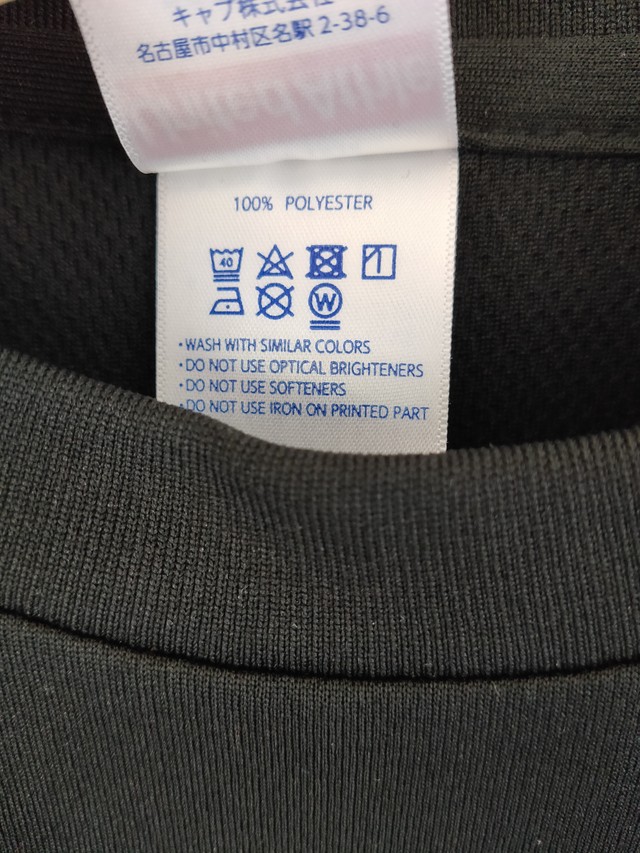 キャブ株式会社
名古屋市中村区名駅 2-38-6
100% POLYESTER
40
W
・WASH WITH SIMILAR COLORS
・DO NOT USE OPTICAL BRIGHTENERS
・DO NOT USE SOFTENERS
・DO NOT USE IRON ON PRINTED PART